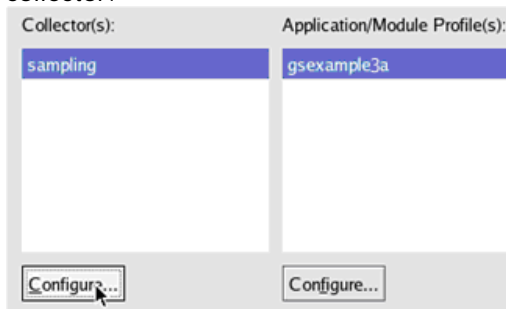 Collector(s):
Application/Module Profile(s):
sampling
gsexample3a
Configure...
Configure...